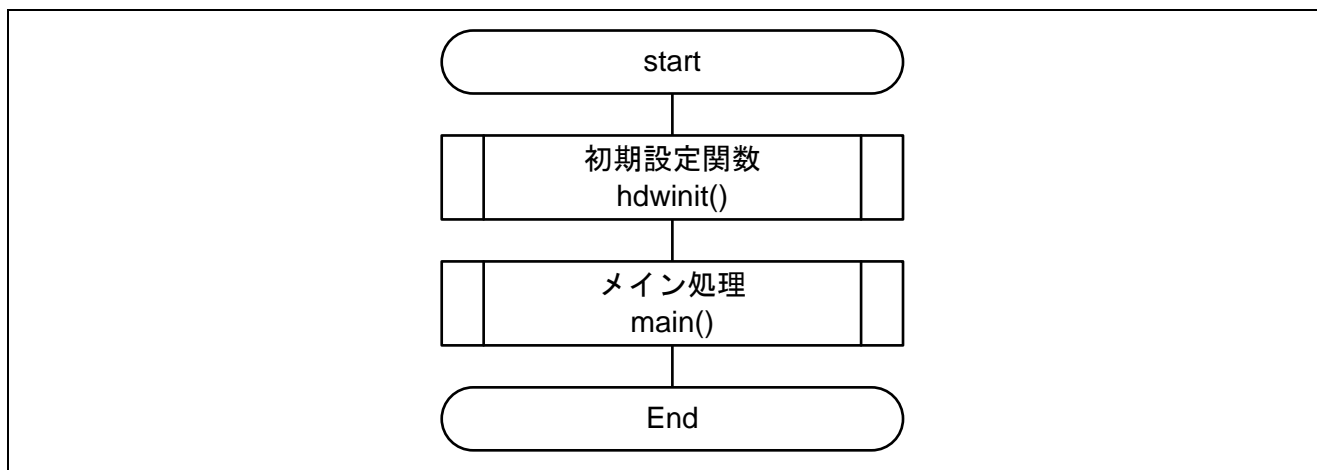 start
初期設定関数
hdwinit()
メイン処理
main()
End